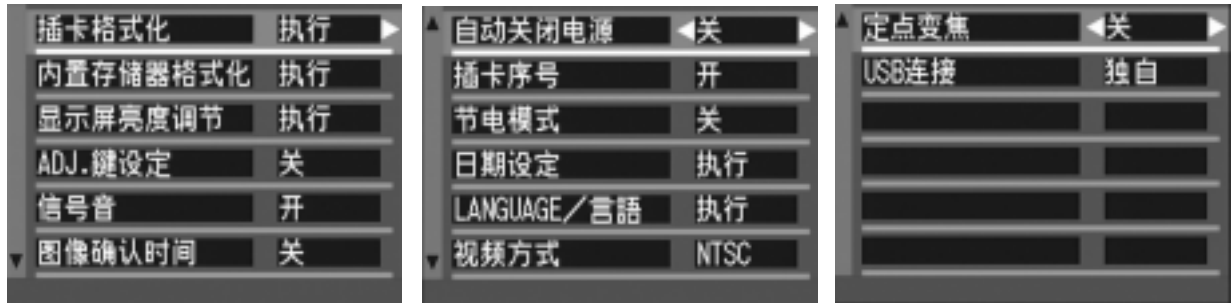 插卡格式化 执行
内置存储器格式化 执行
显示屏亮度调节 执行
ADJ.鍵设定 关
信号音 开
图像确认时间 关
自动关闭电源 关
插卡序号 开
节电模式 关
日期设定 执行
LANGUAGE／言語 执行
视频方式 NTSC
定点变焦 关
USB连接 独自